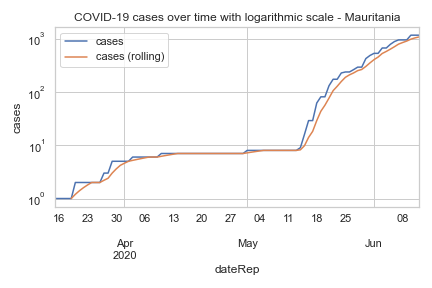 COVID-19 cases over time with logarithmic scale - Mauritania
cases
cases (rolling)
cases
10³
10²
10¹
10⁰
16 23 30 06 13 20 27 04 11 18 25 08
Apr May Jun
2020
dateRep